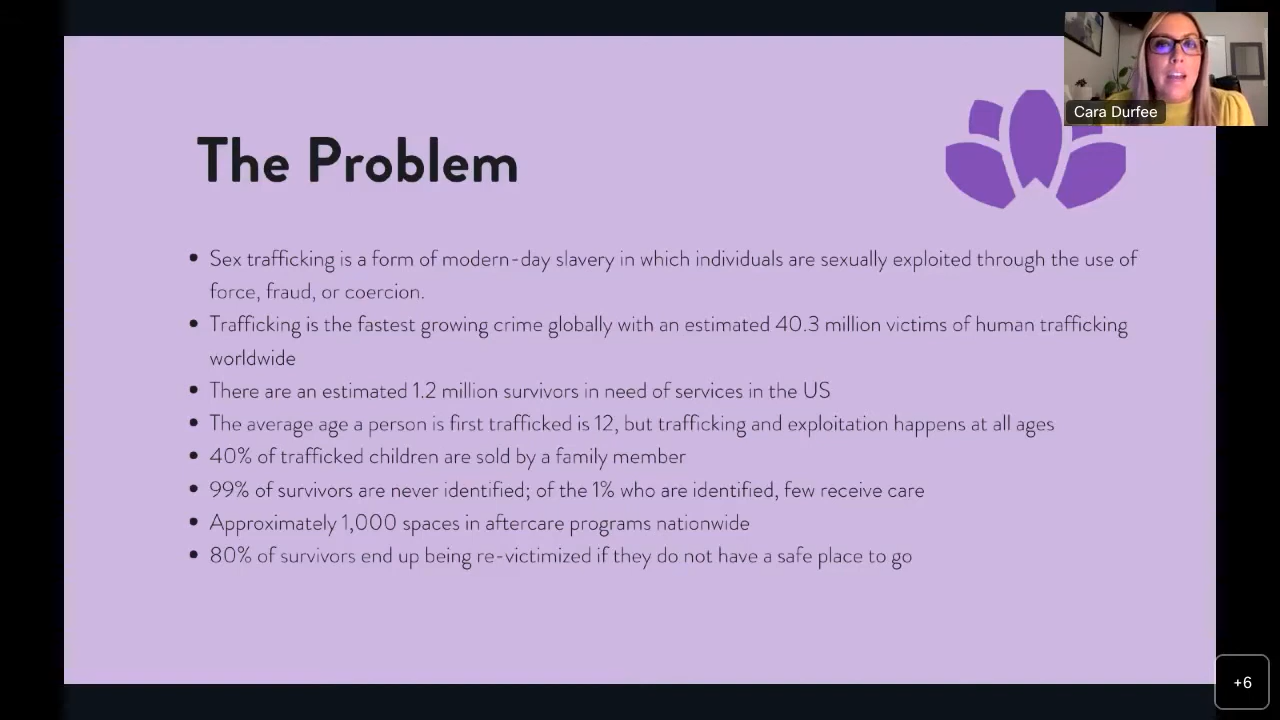 Cara Durfee
The Problem
Sex trafficking is a form of modern-day slavery in which individuals are sexually exploited through the use of
force, fraud, or coercion.
Trafficking is the fastest growing crime globally with an estimated 40.3 million victims of human trafficking
worldwide
There are an estimated 1.2 million survivors in need of services in the US
The average age a person is first trafficked is 12, but trafficking and exploitation happens at all ages
40% of trafficked children are sold by a family member
99% of survivors are never identified; of the 1% who are identified, few receive care
Approximately 1,000 spaces in aftercare programs nationwide
80% of survivors end up being re-victimized if they do not have a safe place to go
+6